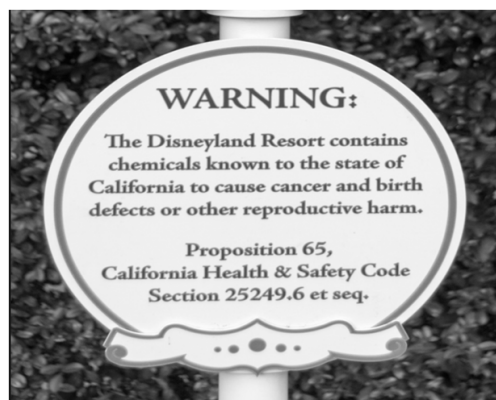 WARNING:
The Disneyland Resort contains
chemicals known to the state of
California to cause cancer and birth
defects or other reproductive harm.
Proposition 65,
California Health & Safety Code
Section 25249.6 et seq.